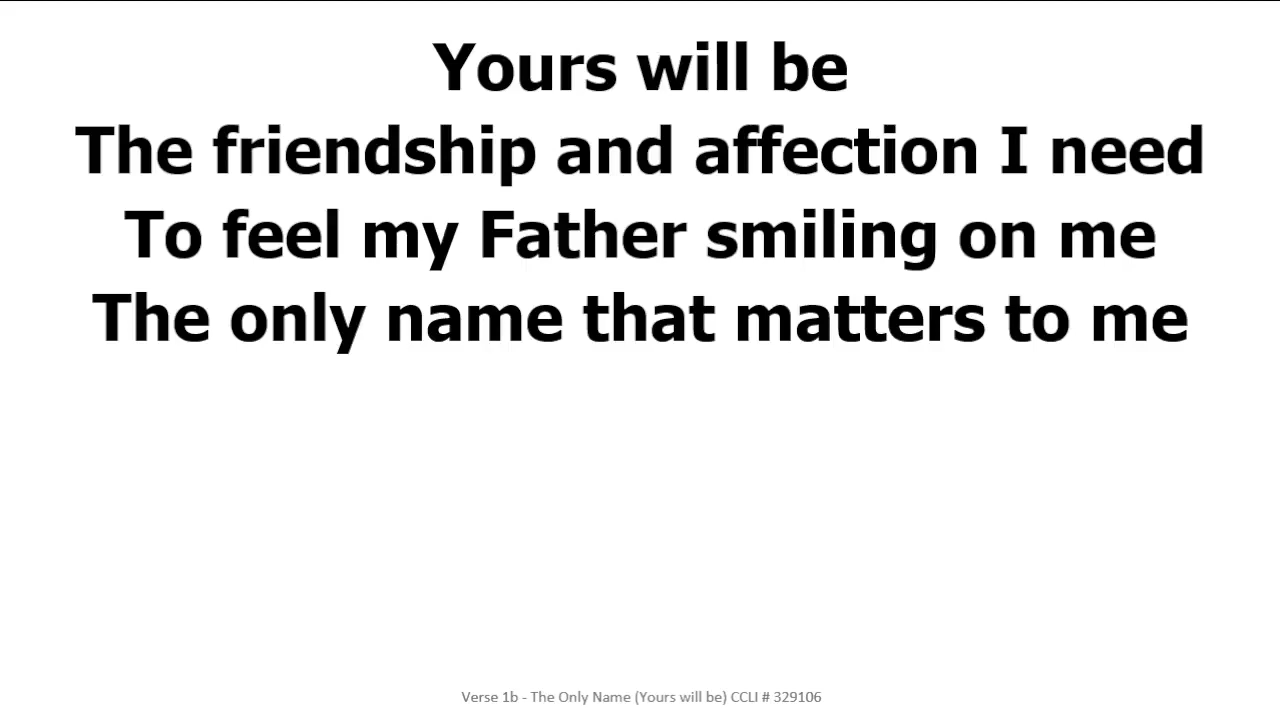 Yours will be
The friendship and affection I need
To feel my Father smiling on me
The only name that matters to me
Verse 1b - The Only Name (Yours will be) CCLI # 329106